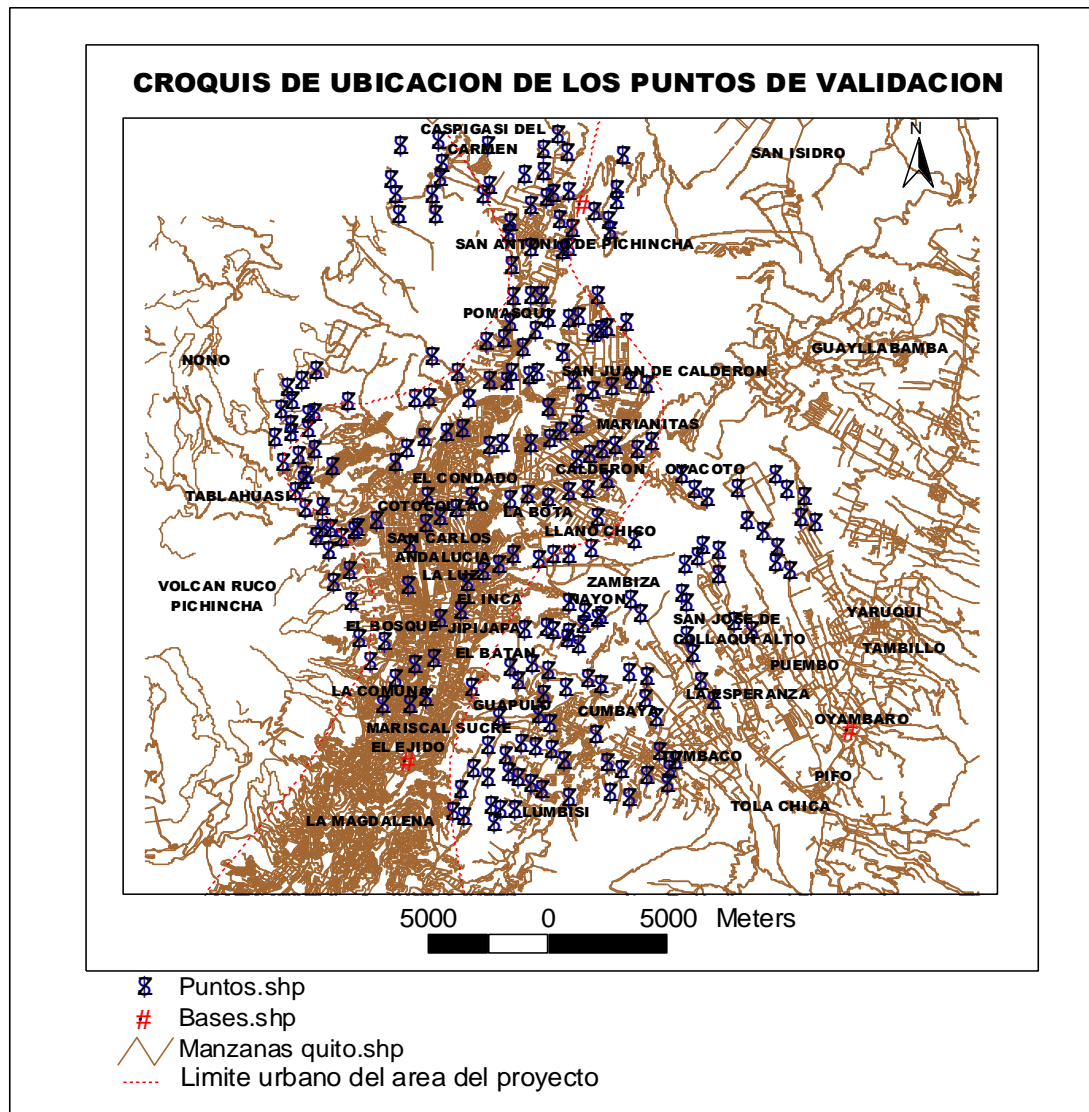 CROQUIS DE UBICACION DE LOS PUNTOS DE VALIDACION
CASPIGASI DEL
CARMEN
N
SAN ISIDRO
SAN ANTONIO DE PICHINCHA
POMASQUI
NONO
GUAYLLABAMBA
SAN JUAN DE CALDERON
MARIANITAS
EL CONDADO
CALDERON
OYACOTO
TABLAHUASI
COTOCOLLAO
LA BOTA
SAN CARLOS
LLANO CHICO
ANDALUCIA
LA LUZ
VOLCAN RUCO
PICHINCHA
EL INCA
ZAMBIZA
NAYON
EL BOSQUE
JIPIJAPA
SAN JOSE DE
COLLAQUI ALTO
YARUQUI
TAMBILLO
EL BATAN
PUEMBO
LA COMUNA
LA ESPERANZA
GUAPULO
CUMBAYA
OYAMBARO
MARISCAL SUCRE
EL EJIDO
TUMBACO
PIFO
TOLA CHICA
LA MAGDALENA
LUMBISI
5000 0 5000 Meters
Puntos.shp
# Bases.shp
Manzanas quito.shp
Limite urbano del area del proyecto